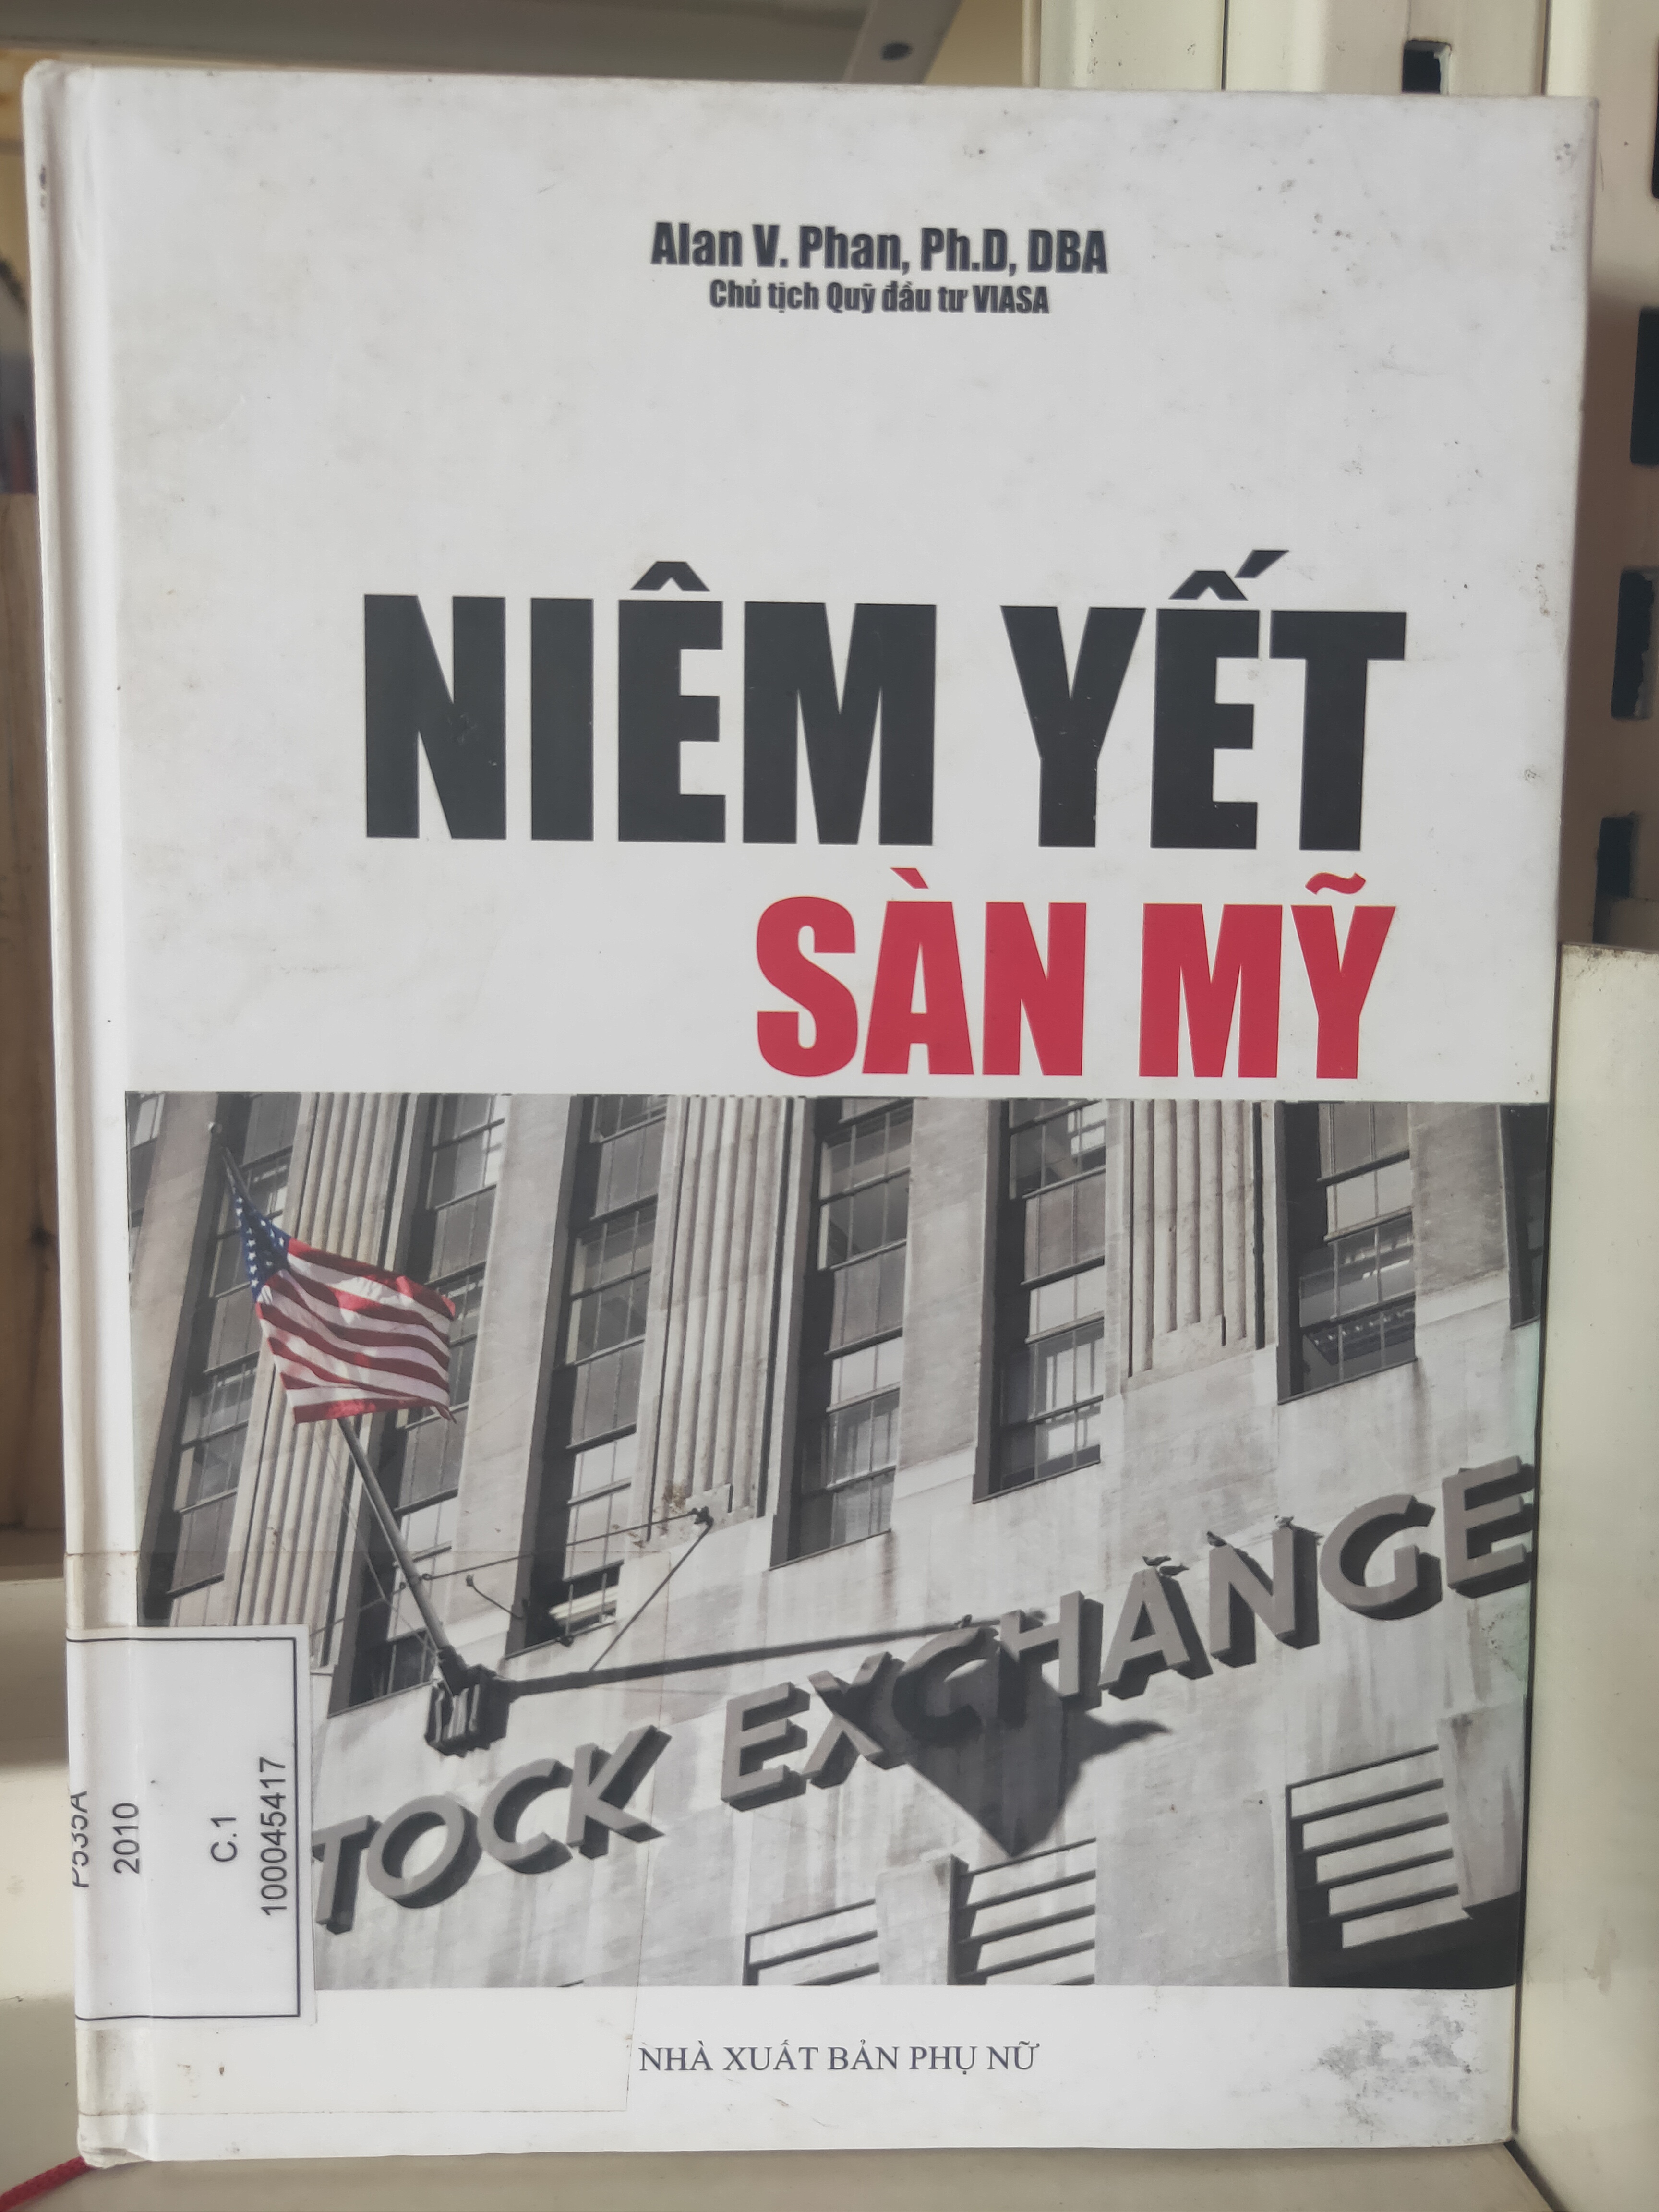 Alan V. Phan, Ph.D, DBA
Chủ tịch Quỹ đầu tư VIASA
NIÊM YẾT
SÀN MỸ
TOCK EXCHANGE
P535A
2010
C.1
100045417
NHÀ XUẤT BẢN PHỤ NỮ